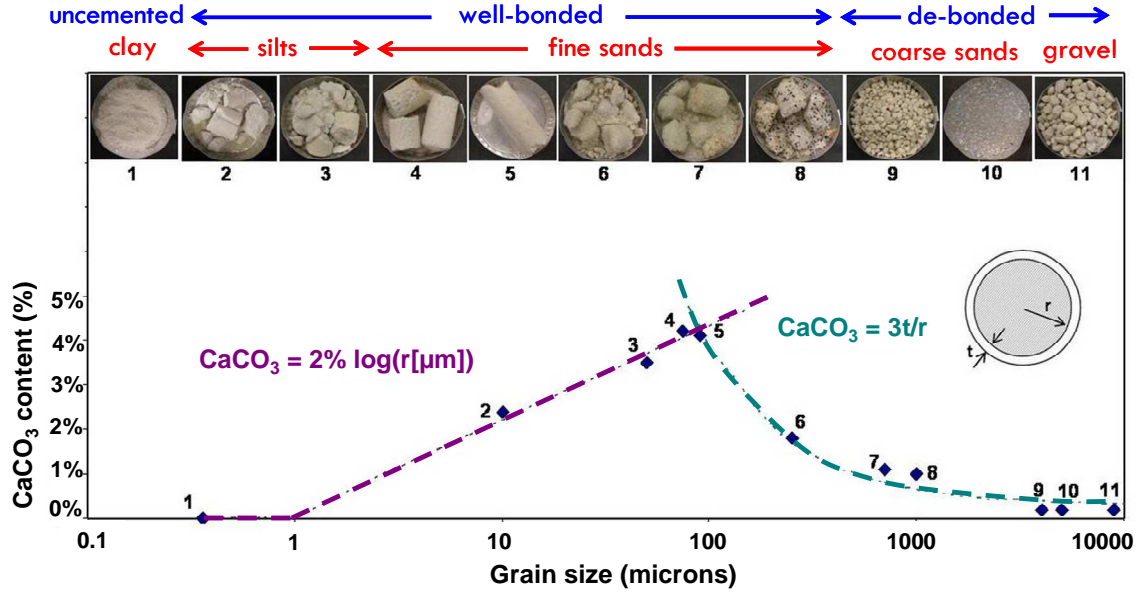 uncemented well-bonded de-bonded
clay silts fine sands coarse sands gravel
1 2 3 4 5 6 7 8 9 10 11
CaCO₃ content (%)
5%
4%
3%
2%
1%
0%
CaCO₃ = 2% log(r[µm])
CaCO₃ = 3t/r
r
t
1
2
3
4
5
6
7
8
9
10
11
0.1 1 10 100 1000 10000
Grain size (microns)